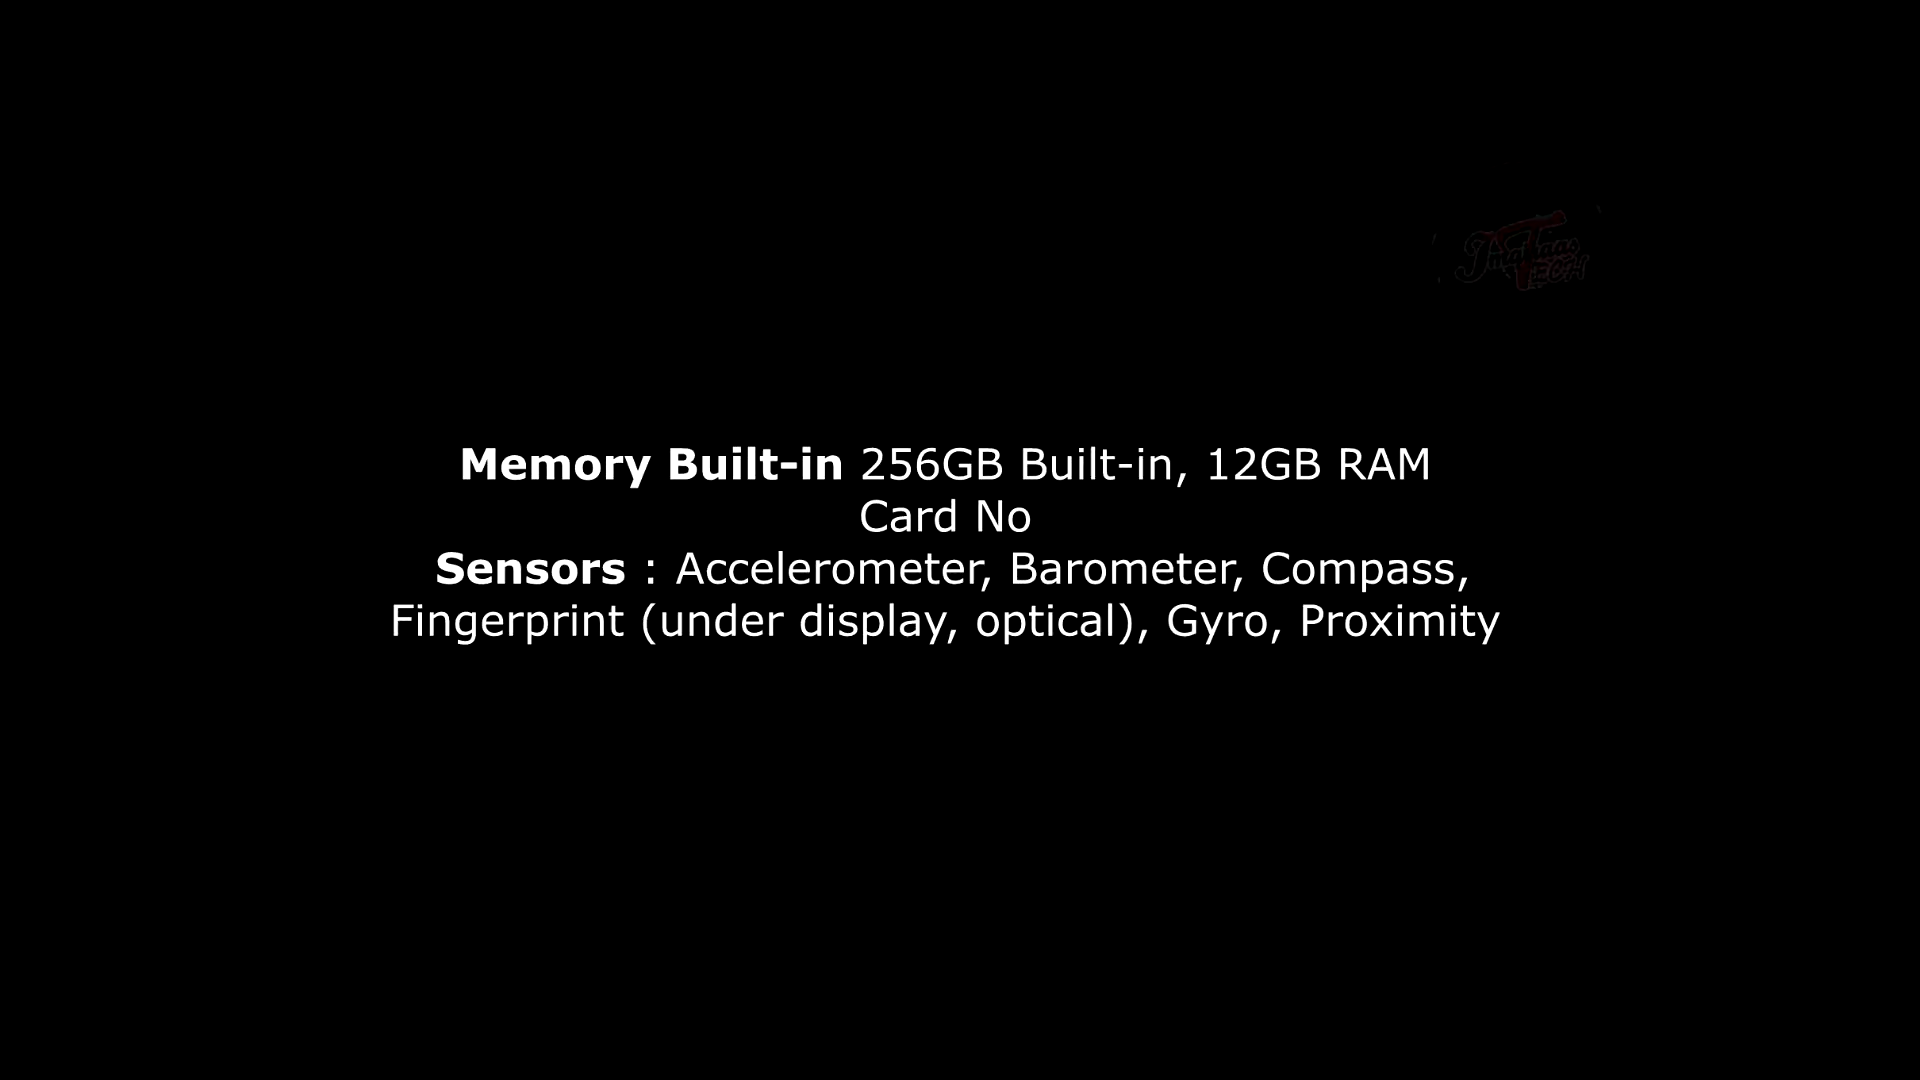 Memory Built-in 256GB Built-in, 12GB RAM
Card No
Sensors : Accelerometer, Barometer, Compass,
Fingerprint (under display, optical), Gyro, Proximity